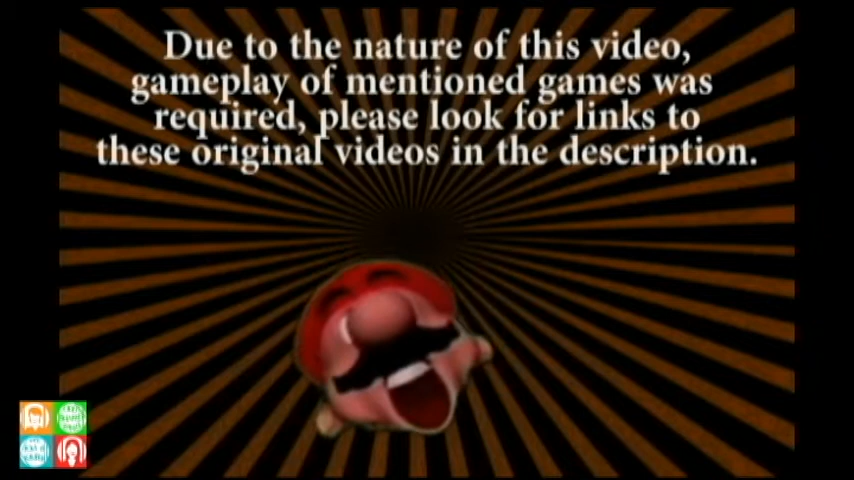 Due to the nature of this video,
gameplay of mentioned games was
required, please look for links to
these original videos in the description.